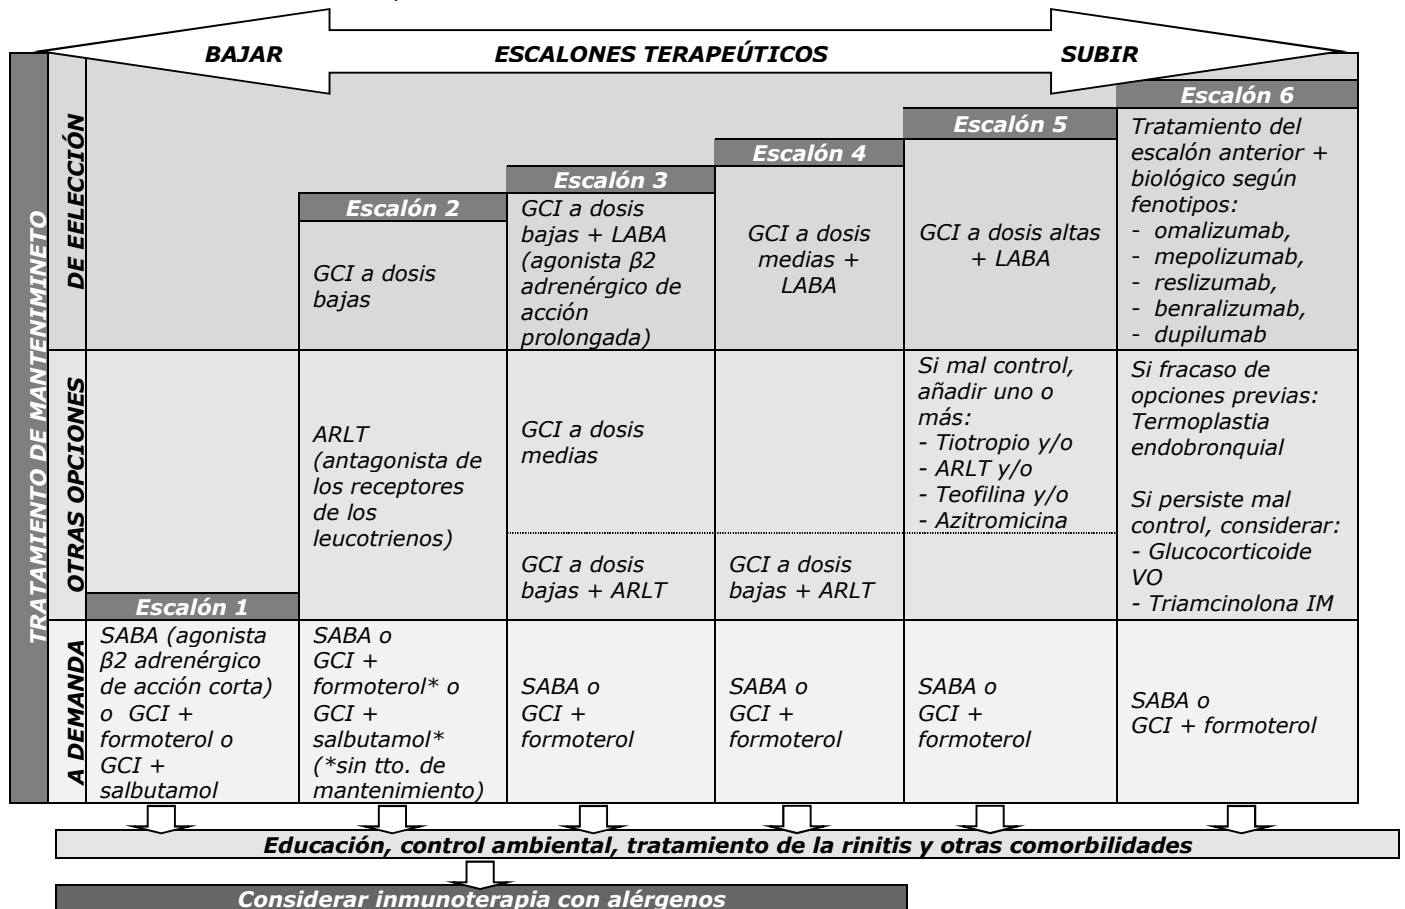 BAJAR ESCALONES TERAPEÚTICOS SUBIR
TRATAMIENTO DE MANTENIMINETO
DE EELECCIÓN
Escalón 2
GCI a dosis
bajas
Escalón 3
GCI a dosis
bajas + LABA
(agonista β2
adrenérgico de
acción
prolongada)
Escalón 4
GCI a dosis
medias +
LABA
Escalón 5
GCI a dosis altas
+ LABA
Escalón 6
Tratamiento del
escalón anterior +
biológico según
fenotipos:
- omalizumab,
- mepolizumab,
- reslizumab,
- benralizumab,
- dupilumab
OTRAS OPCIONES
ARLT
(antagonista de
los receptores
de los
leucotrienos)
GCI a dosis
medias
GCI a dosis
bajas + ARLT
GCI a dosis
bajas + ARLT
Si mal control,
añadir uno o
más:
- Tiotropio y/o
- ARLT y/o
- Teofilina y/o
- Azitromicina
Si fracaso de
opciones previas:
Termoplastia
endobronquial
Si persiste mal
control, considerar:
- Glucocorticoide
VO
- Triamcinolona IM
Escalón 1
A DEMANDA
SABA (agonista
β2 adrenérgico
de acción corta)
o GCI +
formoterol o
GCI +
salbutamol
SABA o
GCI +
formoterol* o
GCI +
salbutamol*
(*sin tto. de
mantenimiento)
SABA o
GCI +
formoterol
SABA o
GCI +
formoterol
SABA o
GCI +
formoterol
SABA o
GCI + formoterol
Educación, control ambiental, tratamiento de la rinitis y otras comorbilidades
Considerar inmunoterapia con alérgenos